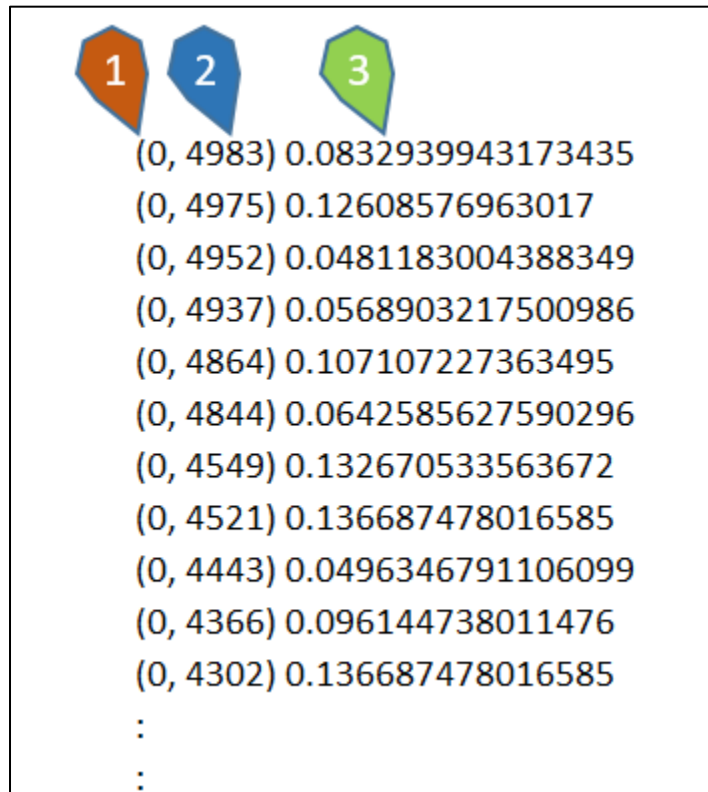 1 2 3
(0, 4983) 0.0832939943173435
(0, 4975) 0.12608576963017
(0, 4952) 0.0481183004388349
(0, 4937) 0.0568903217500986
(0, 4864) 0.107107227363495
(0, 4844) 0.0642585627590296
(0, 4549) 0.132670533563672
(0, 4521) 0.136687478016585
(0, 4443) 0.0496346791106099
(0, 4366) 0.096144738011476
(0, 4302) 0.136687478016585
:
: